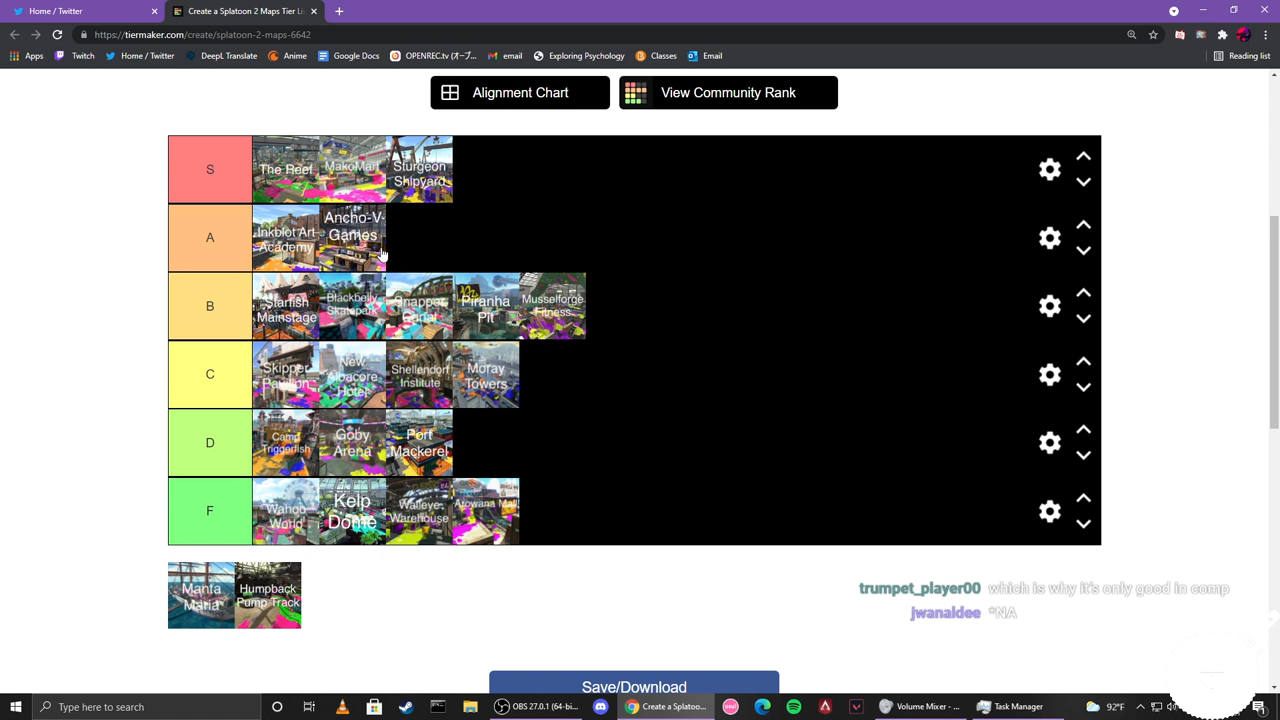 Home / Twitter
Create a Splatoon 2 Maps Tier Li
https://tiermaker.com/create/splatoon-2-maps-6642
Apps
Twitch
Home / Twitter
DeepL Translate
Anime
Google Docs
OPENREC.tv (オープ...
email
Exploring Psychology
Classes
Email
Reading list
Alignment Chart
View Community Rank
S
The Reef
MakoMart
Sturgeon
Shipyard
A
Inkblot Art
Academy
Ancho-V-
Games
B
Starfish
Mainstage
Blackbelly
Skatepark
Snapper
Canal
Piranha
Pit
Musselforge
Fitness
C
Skipper
Pavilion
New
Albacore
Hotel
Shellendorf
Institute
Moray
Towers
D
Camp
Triggerfish
Goby
Arena
Port
Mackerel
F
Wahoo
World
Kelp
Dome
Walleye
Warehouse
Arowana Mall
Manta
Maria
Humpback
Pump Track
trumpet_player00 which is why it's only good in comp
jwanaldee *NA
Save/Download
Type here to search
OBS 27.0.1 (64-bi...
Create a Splatoo...
Volume Mixer - ...
Task Manager
92°F